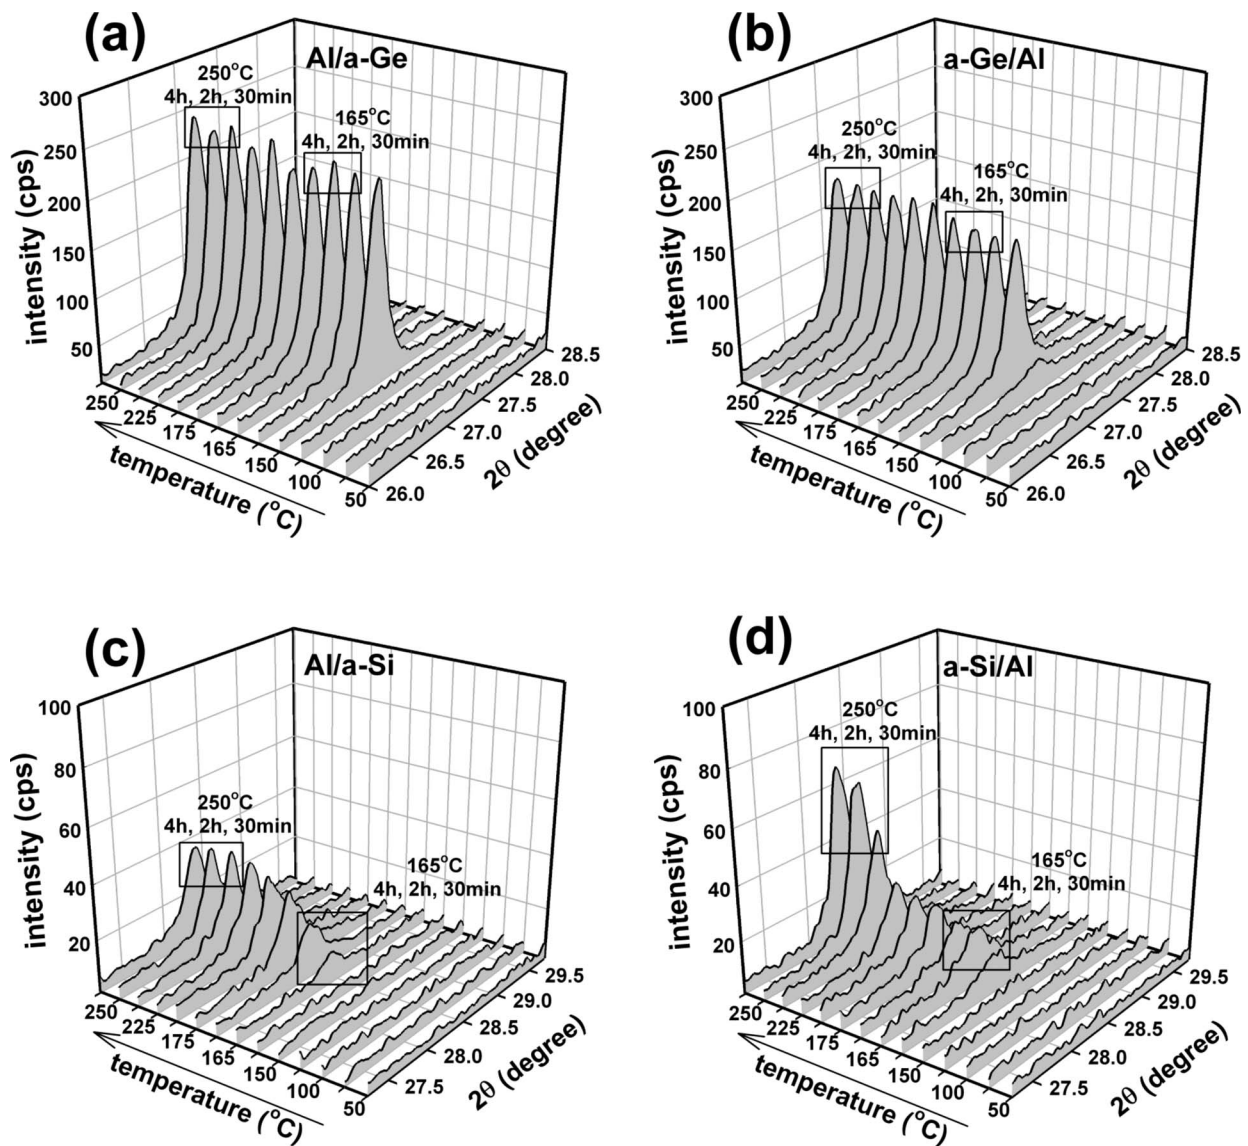 (a)
Al/a-Ge
250°C
4h, 2h, 30min
165°C
4h, 2h, 30min
300
250
200
150
100
50
intensity (cps)
250
225
175
165
150
100
50
temperature (°C)
26.0
26.5
27.0
27.5
28.0
28.5
2θ (degree)
(b)
a-Ge/Al
250°C
4h, 2h, 30min
165°C
4h, 2h, 30min
300
250
200
150
100
50
intensity (cps)
250
225
175
165
150
100
50
temperature (°C)
26.0
26.5
27.0
27.5
28.0
28.5
2θ (degree)
(c)
Al/a-Si
250°C
4h, 2h, 30min
165°C
4h, 2h, 30min
100
80
60
40
20
intensity (cps)
250
225
175
165
150
100
50
temperature (°C)
27.5
28.0
28.5
29.0
29.5
2θ (degree)
(d)
a-Si/Al
250°C
4h, 2h, 30min
165°C
4h, 2h, 30min
100
80
60
40
20
intensity (cps)
250
225
175
165
150
100
50
temperature (°C)
27.5
28.0
28.5
29.0
29.5
2θ (degree)